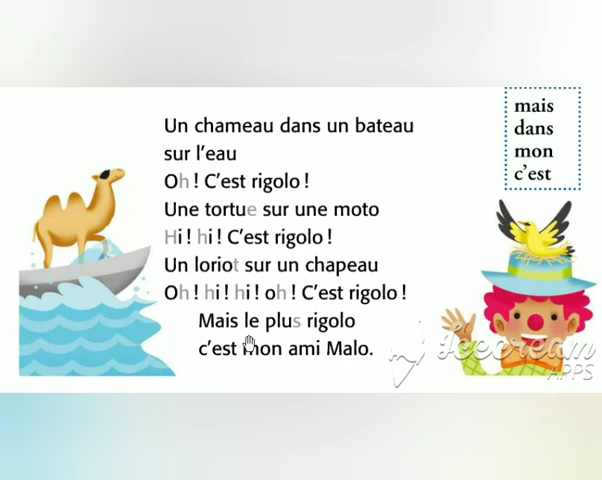 Un chameau dans un bateau
sur l'eau
Oh ! C'est rigolo !
Une tortue sur une moto
Hi ! hi ! C'est rigolo !
Un loriot sur un chapeau
Oh ! hi ! hi ! oh ! C'est rigolo !
Mais le plus rigolo
c'est mon ami Malo.
mais
dans
mon
c'est
Icecream
APPS